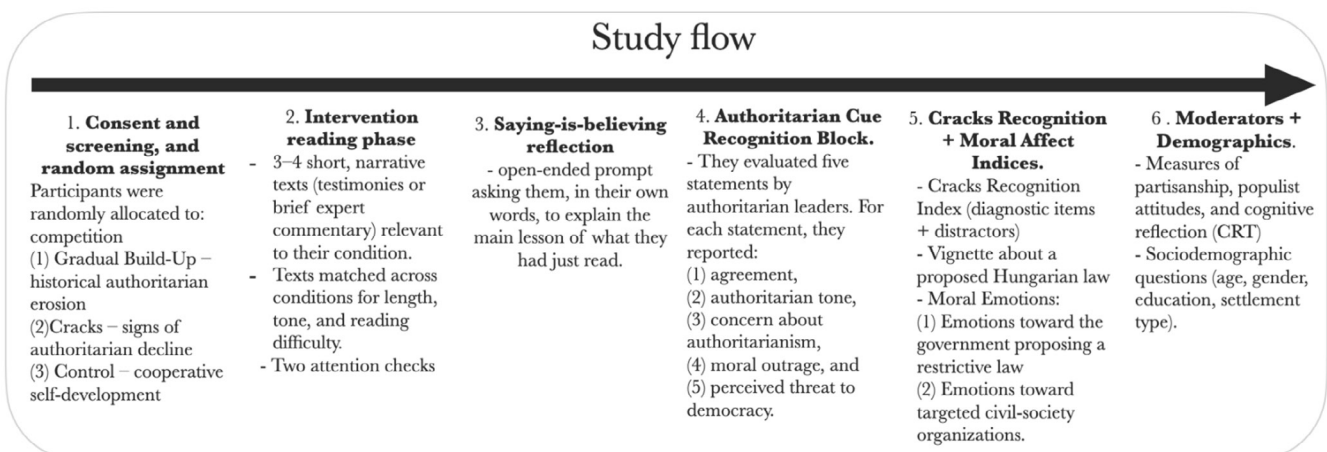 Study flow
1. Consent and
screening, and
random assignment
Participants were
randomly allocated to:
competition
(1) Gradual Build-Up –
historical authoritarian
erosion
(2)Cracks – signs of
authoritarian decline
(3) Control – cooperative
self-development
2. Intervention
reading phase
- 3–4 short, narrative
texts (testimonies or
brief expert
commentary) relevant
to their condition.
- Texts matched across
conditions for length,
tone, and reading
difficulty.
- Two attention checks
3. Saying-is-believing
reflection
- open-ended prompt
asking them, in their own
words, to explain the
main lesson of what they
had just read.
4. Authoritarian Cue
Recognition Block.
- They evaluated five
statements by
authoritarian leaders. For
each statement, they
reported:
(1) agreement,
(2) authoritarian tone,
(3) concern about
authoritarianism,
(4) moral outrage, and
(5) perceived threat to
democracy.
5. Cracks Recognition
+ Moral Affect
Indices.
- Cracks Recognition
Index (diagnostic items
+ distractors)
- Vignette about a
proposed Hungarian law
- Moral Emotions:
(1) Emotions toward the
government proposing a
restrictive law
(2) Emotions toward
targeted civil-society
organizations.
6 . Moderators +
Demographics.
- Measures of
partisanship, populist
attitudes, and cognitive
reflection (CRT)
- Sociodemographic
questions (age, gender,
education, settlement
type).